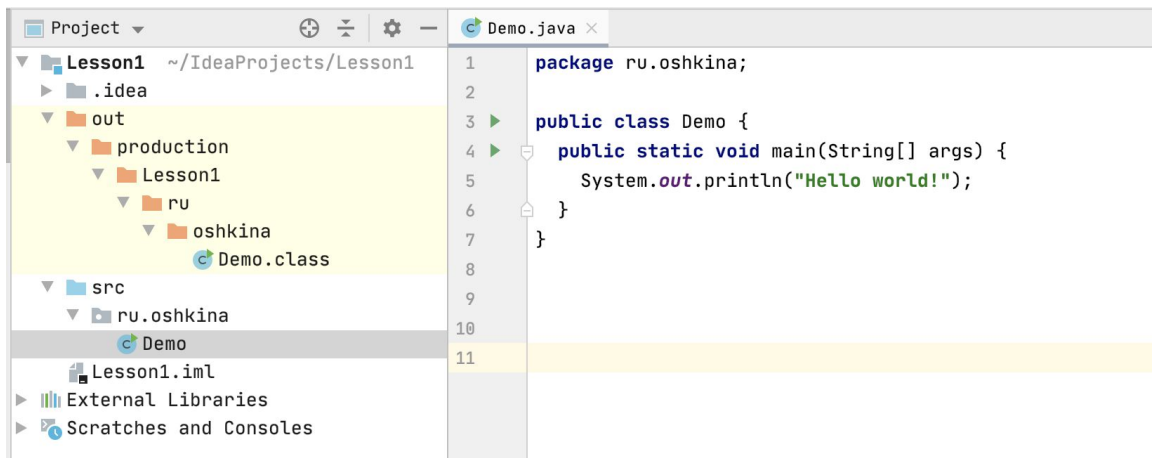 Project
Lesson1 ~/IdeaProjects/Lesson1
.idea
out
production
Lesson1
ru
oshkina
Demo.class
src
ru.oshkina
Demo
Lesson1.iml
External Libraries
Scratches and Consoles
Demo.java
1 package ru.oshkina;
2
3 public class Demo {
4 public static void main(String[] args) {
5 System.out.println("Hello world!");
6 }
7 }
8
9
10
11